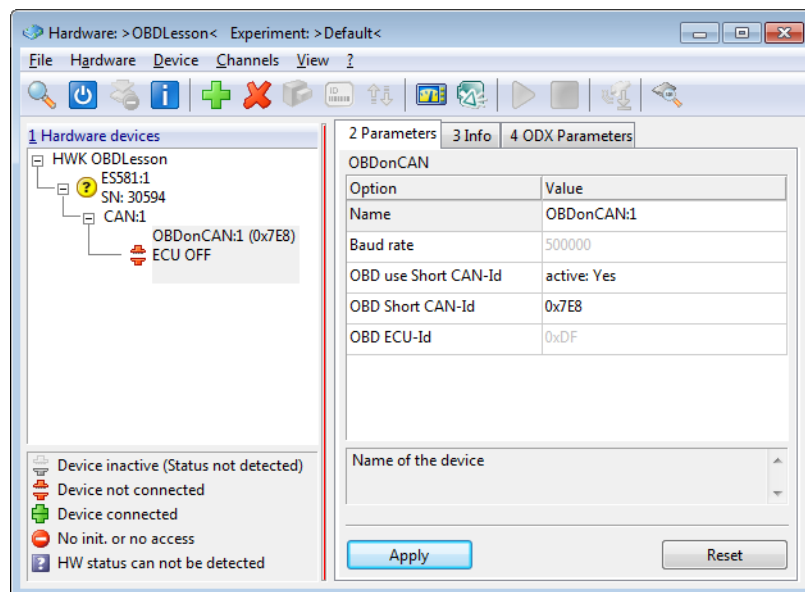 Hardware: >OBDLesson<   Experiment: >Default<
File   Hardware   Device   Channels   View   ?
1 Hardware devices
HWK OBDLesson
ES581:1
SN: 30594
CAN:1
OBDonCAN:1 (0x7E8)
ECU OFF
Device inactive (Status not detected)
Device not connected
Device connected
No init. or no access
HW status can not be detected
2 Parameters   3 Info   4 ODX Parameters
OBDonCAN
Option   Value
Name   OBDonCAN:1
Baud rate   500000
OBD use Short CAN-Id   active: Yes
OBD Short CAN-Id   0x7E8
OBD ECU-Id   0xDF
Name of the device
Apply   Reset